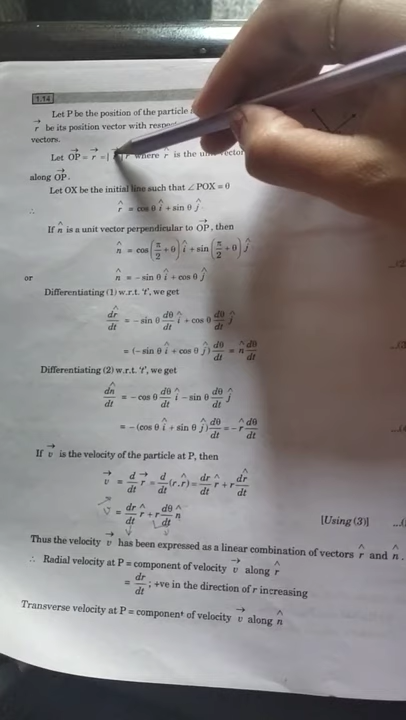 1.14
Let P be the position of the particle
r⃗ be its position vector with respe
vectors.
Let OP⃗ = r⃗ = | r⃗ | r̂ where r̂ is the unit vector
along OP⃗.
Let OX be the initial line such that ∠POX = θ
∴ r̂ = cos θ î + sin θ ĵ
If n̂ is a unit vector perpendicular to OP⃗, then
n̂ = cos(π/2 + θ) î + sin(π/2 + θ) ĵ
...(2
or n̂ = − sin θ î + cos θ ĵ
Differentiating (1) w.r.t. 't', we get
dr̂/dt = − sin θ dθ/dt î + cos θ dθ/dt ĵ
= (− sin θ î + cos θ ĵ) dθ/dt = n̂ dθ/dt ...(3
Differentiating (2) w.r.t. 't', we get
dn̂/dt = − cos θ dθ/dt î − sin θ dθ/dt ĵ
= − (cos θ î + sin θ ĵ) dθ/dt = − r̂ dθ/dt
If v⃗ is the velocity of the particle at P, then
v⃗ = d/dt r⃗ = d/dt (r.r̂) = dr/dt r̂ + r dr̂/dt
v⃗ = dr/dt r̂ + r dθ/dt n̂ [Using (3)]
Thus the velocity v⃗ has been expressed as a linear combination of vectors r̂ and n̂.
∴ Radial velocity at P = component of velocity v⃗ along r̂
= dr/dt ; +ve in the direction of r increasing
Transverse velocity at P = component of velocity v⃗ along n̂